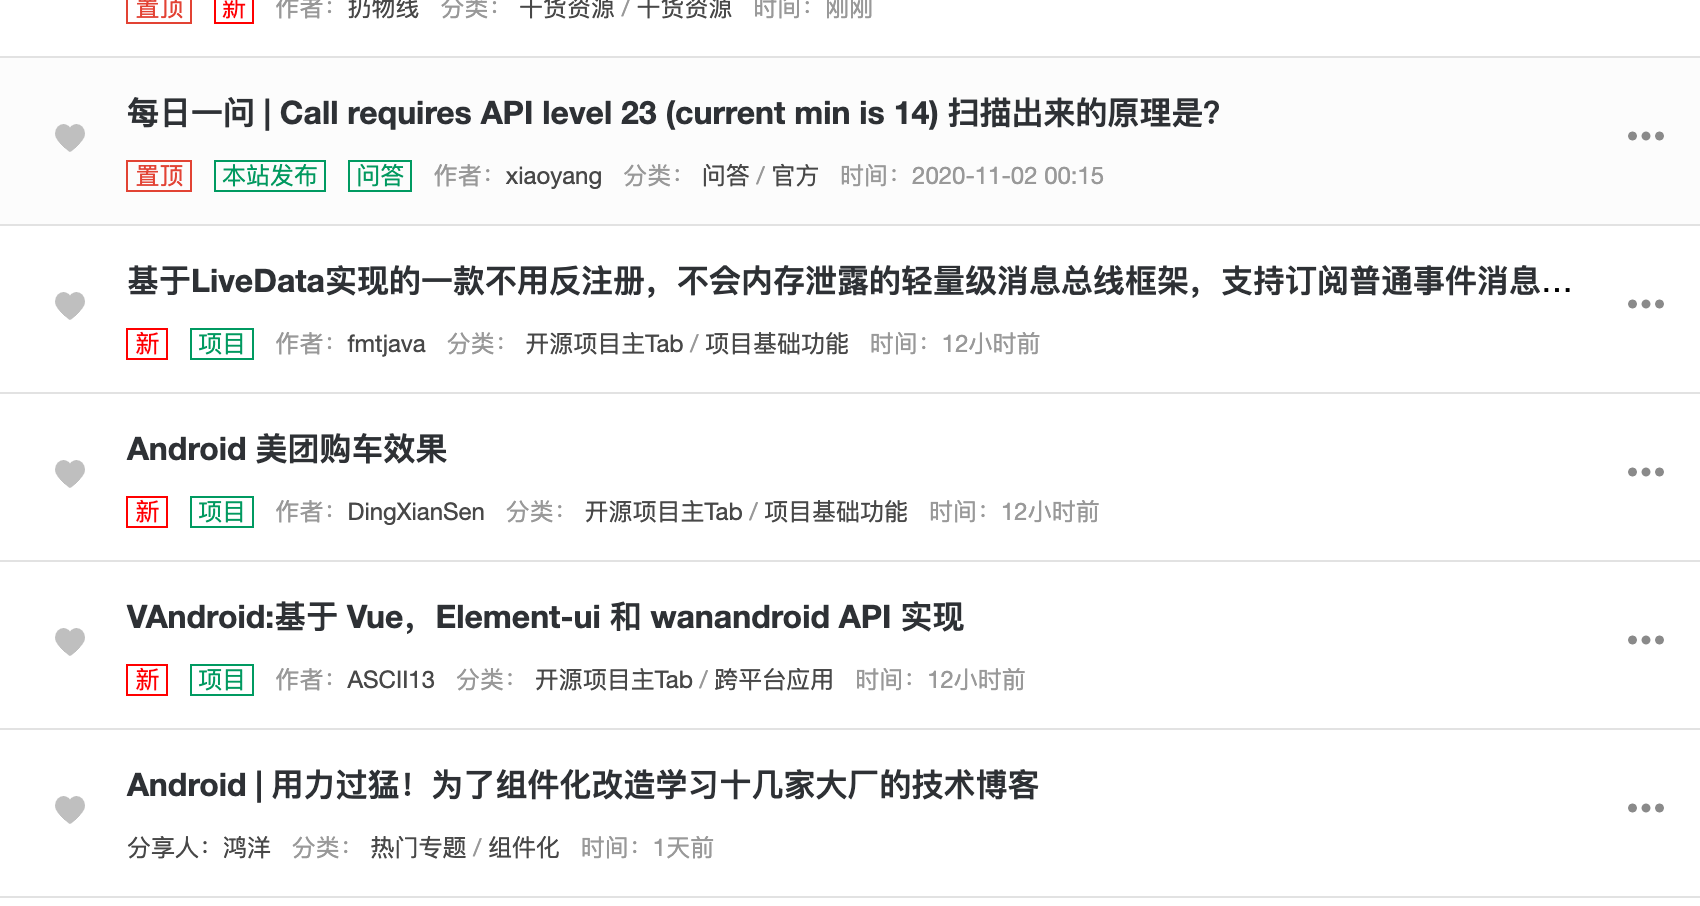 置顶 新 作者：扔物线 分类： 干货资源 / 干货资源 时间：刚刚
每日一问 | Call requires API level 23 (current min is 14) 扫描出来的原理是？
置顶 本站发布 问答 作者：xiaoyang 分类： 问答 / 官方 时间：2020-11-02 00:15
基于LiveData实现的一款不用反注册，不会内存泄露的轻量级消息总线框架，支持订阅普通事件消息...
新 项目 作者：fmtjava 分类： 开源项目主Tab / 项目基础功能 时间：12小时前
Android 美团购车效果
新 项目 作者：DingXianSen 分类： 开源项目主Tab / 项目基础功能 时间：12小时前
VAndroid:基于 Vue，Element-ui 和 wanandroid API 实现
新 项目 作者：ASCII13 分类： 开源项目主Tab / 跨平台应用 时间：12小时前
Android | 用力过猛！为了组件化改造学习十几家大厂的技术博客
分享人：鸿洋 分类： 热门专题 / 组件化 时间：1天前